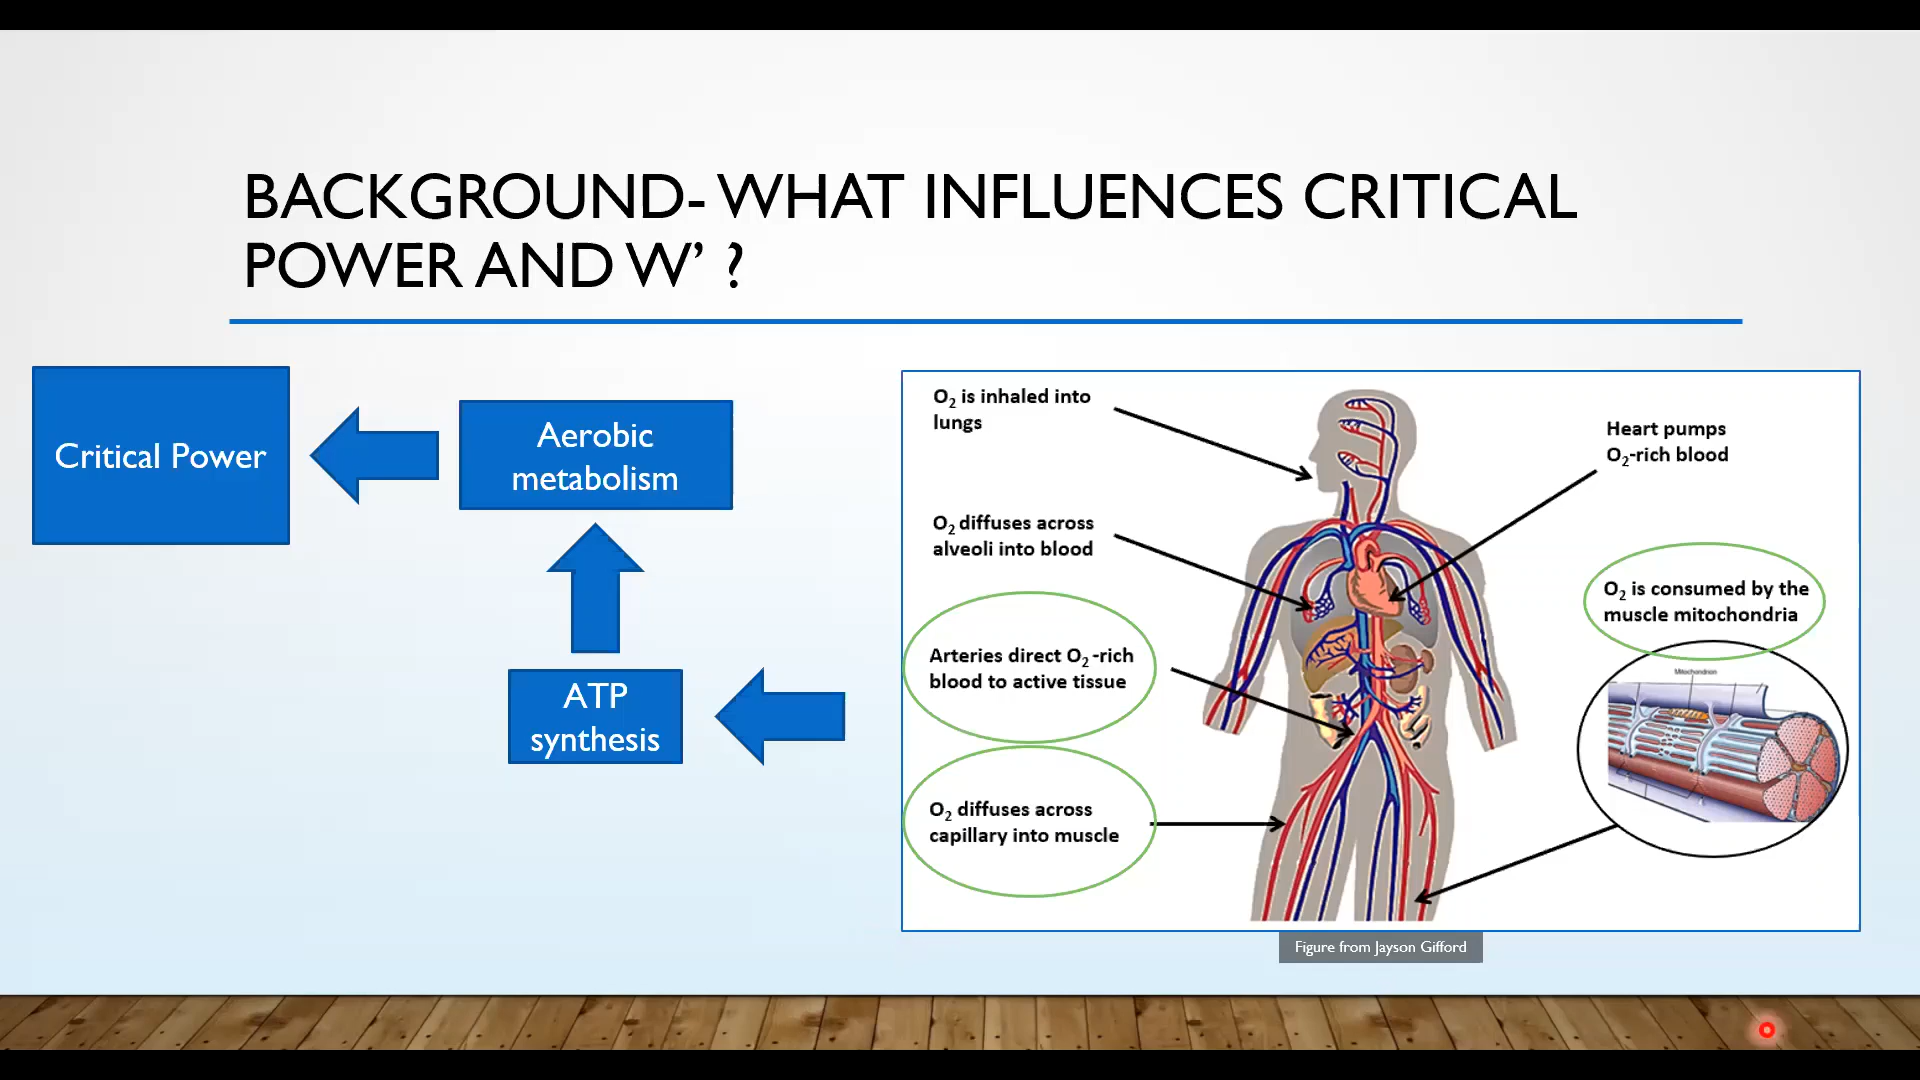 BACKGROUND- WHAT INFLUENCES CRITICAL
POWER AND W’ ?
Critical Power
Aerobic
metabolism
ATP
synthesis
O2 is inhaled into
lungs
O2 diffuses across
alveoli into blood
Arteries direct O2 -rich
blood to active tissue
O2 diffuses across
capillary into muscle
Heart pumps
O2-rich blood
O2 is consumed by the
muscle mitochondria
Mitochondrion
Figure from Jayson Gifford